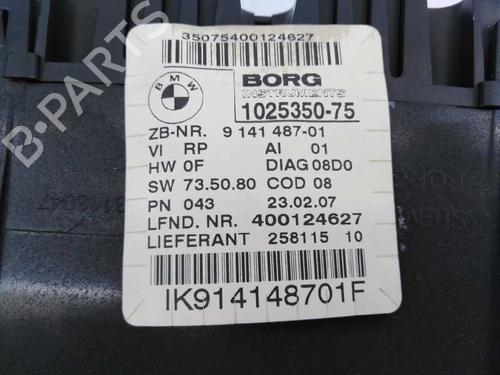 35075400124627
BMW
BORG
INSTRUMENTS
1025350-75
ZB-NR. 9 141 487-01
VI RP AI 01
HW 0F DIAG 08D0
SW 73.50.80 COD 08
PN 043 23.02.07
LFND. NR. 400124627
LIEFERANT 258115 10
IK914148701F